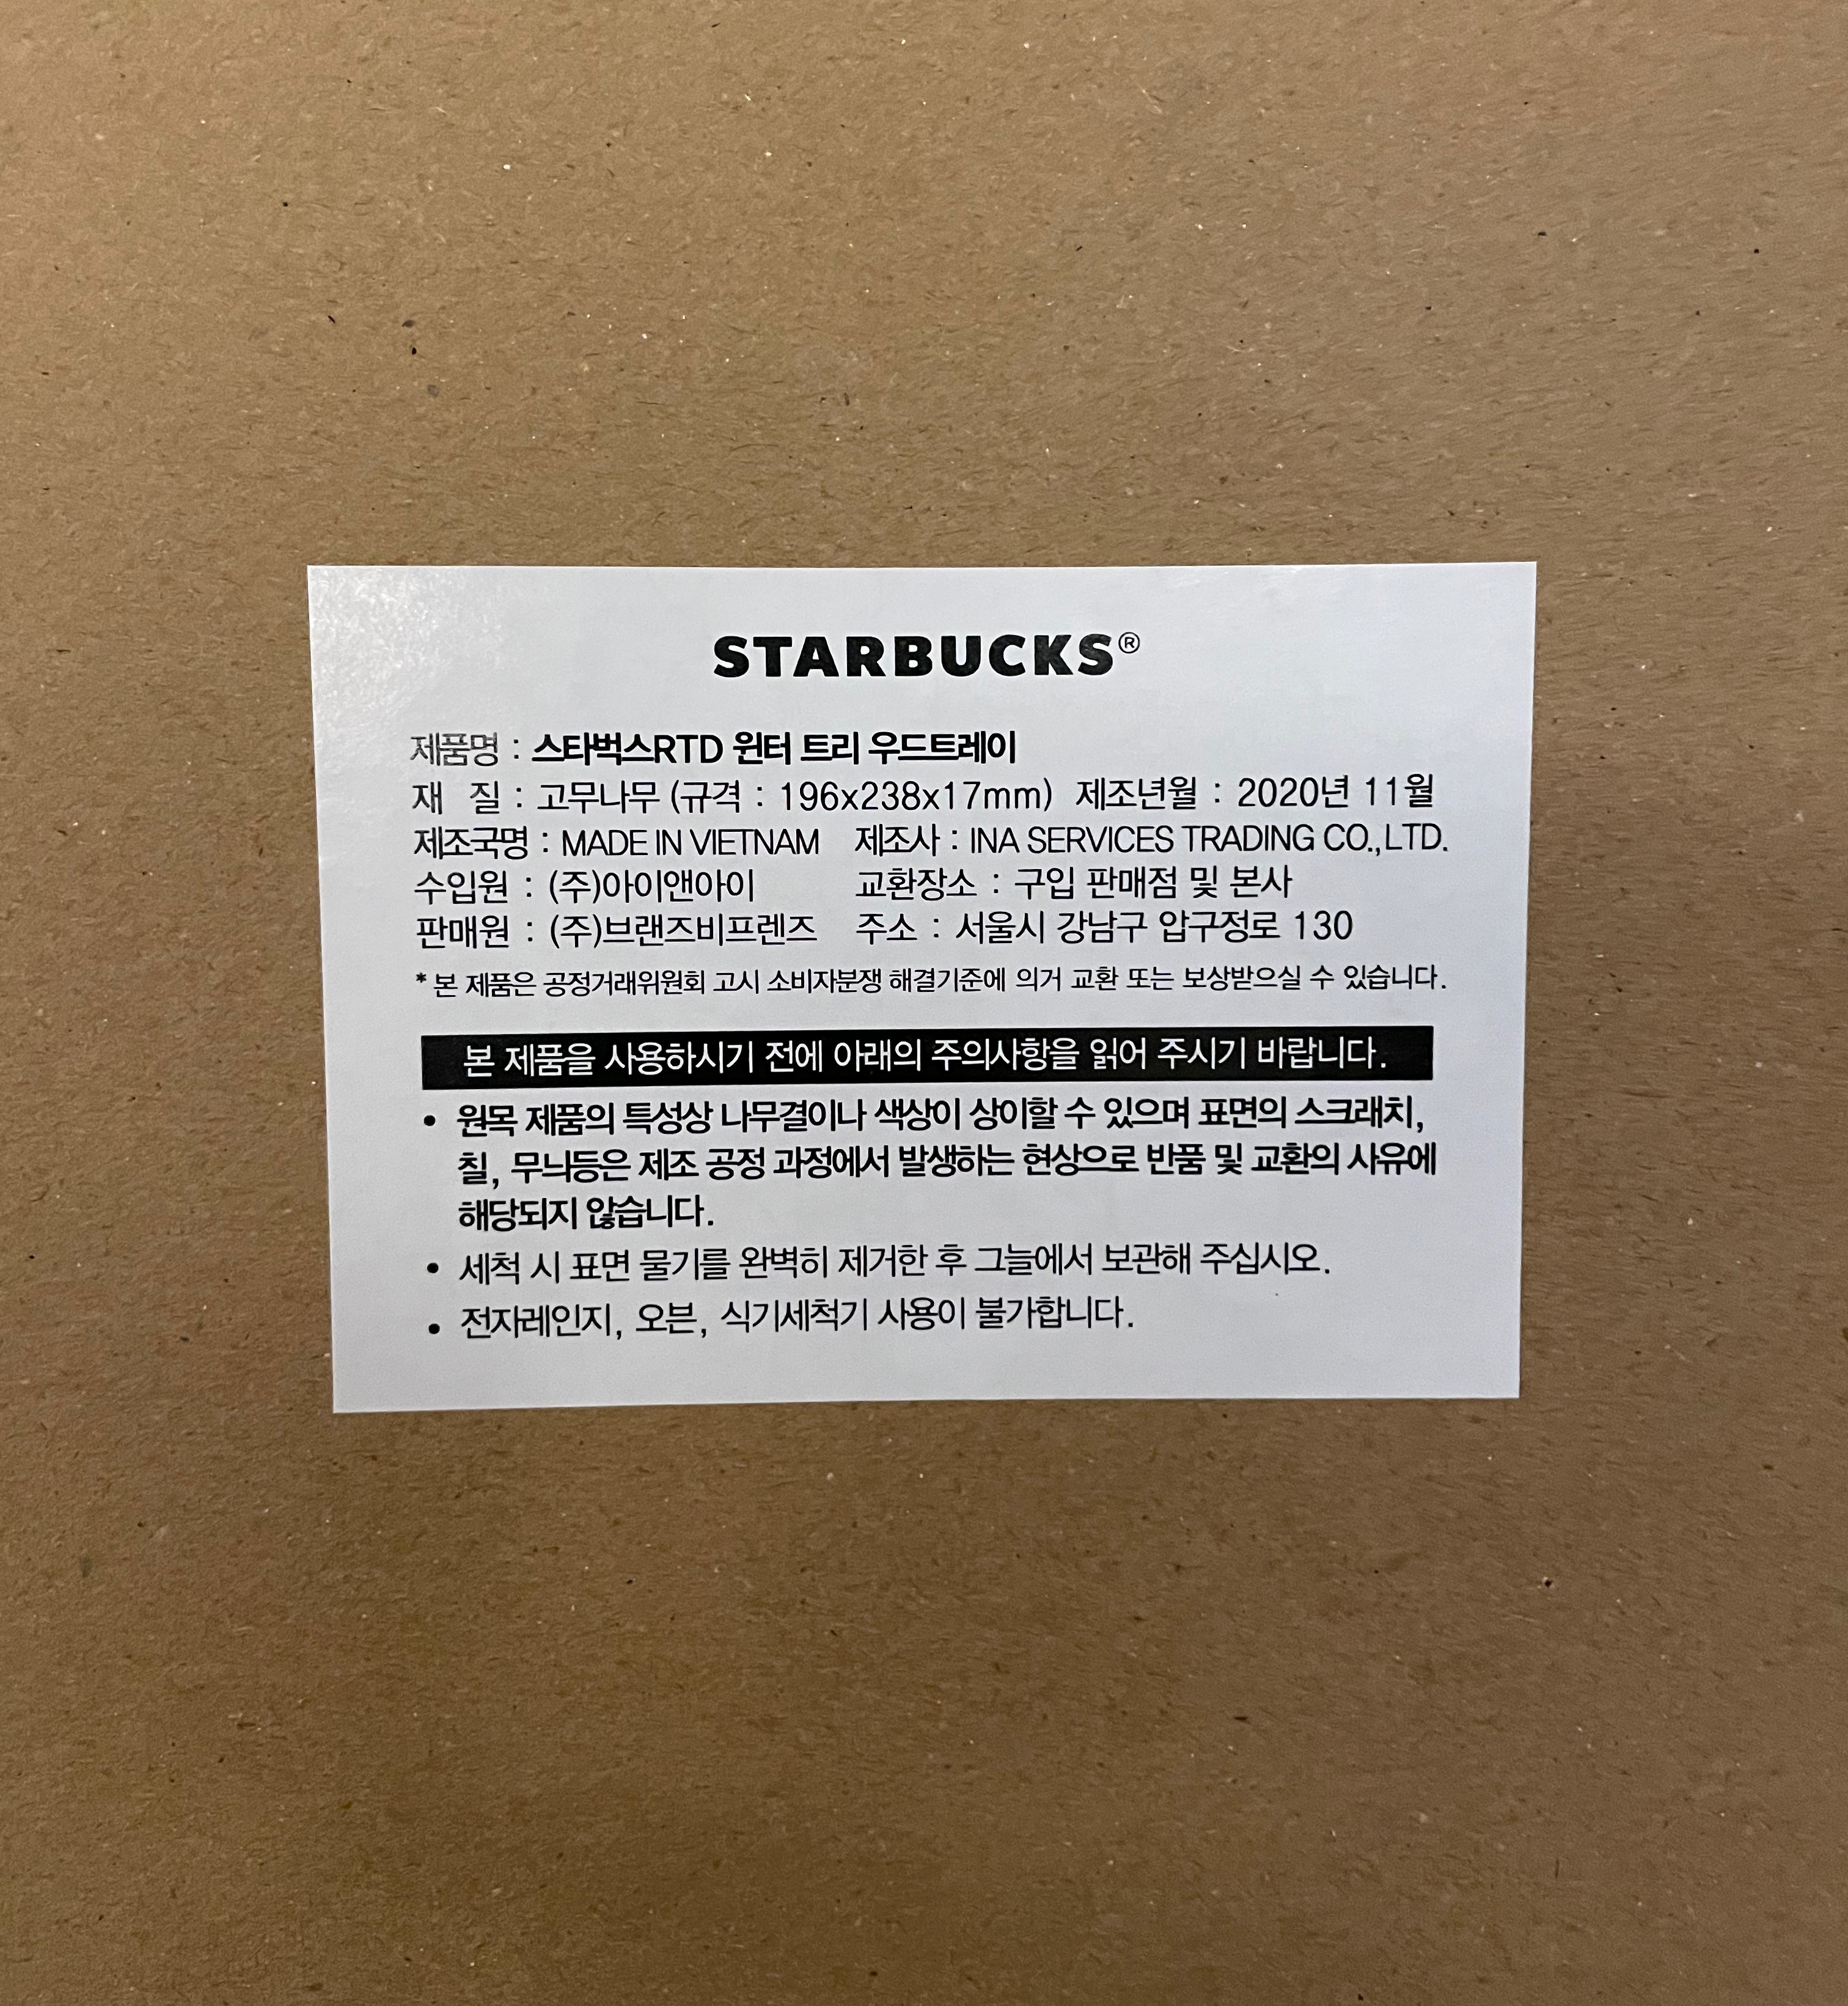 STARBUCKS®
제품명 : 스타벅스RTD 윈터 트리 우드트레이
재 질 : 고무나무 (규격 : 196x238x17mm) 제조년월 : 2020년 11월
제조국명 : MADE IN VIETNAM 제조사 : INA SERVICES TRADING CO.,LTD.
수입원 : (주)아이앤아이 교환장소 : 구입 판매점 및 본사
판매원 : (주)브랜즈비프렌즈 주소 : 서울시 강남구 압구정로 130
* 본 제품은 공정거래위원회 고시 소비자분쟁 해결기준에 의거 교환 또는 보상받으실 수 있습니다.
본 제품을 사용하시기 전에 아래의 주의사항을 읽어 주시기 바랍니다.
• 원목 제품의 특성상 나무결이나 색상이 상이할 수 있으며 표면의 스크래치,
칠, 무늬등은 제조 공정 과정에서 발생하는 현상으로 반품 및 교환의 사유에
해당되지 않습니다.
• 세척 시 표면 물기를 완벽히 제거한 후 그늘에서 보관해 주십시오.
• 전자레인지, 오븐, 식기세척기 사용이 불가합니다.